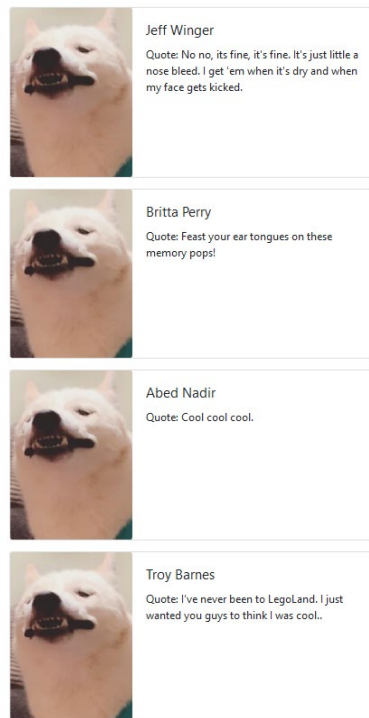 Jeff Winger
Quote: No no, its fine, it's fine. It's just little a
nose bleed. I get 'em when it's dry and when
my face gets kicked.
Britta Perry
Quote: Feast your ear tongues on these
memory pops!
Abed Nadir
Quote: Cool cool cool.
Troy Barnes
Quote: I've never been to LegoLand. I just
wanted you guys to think I was cool..